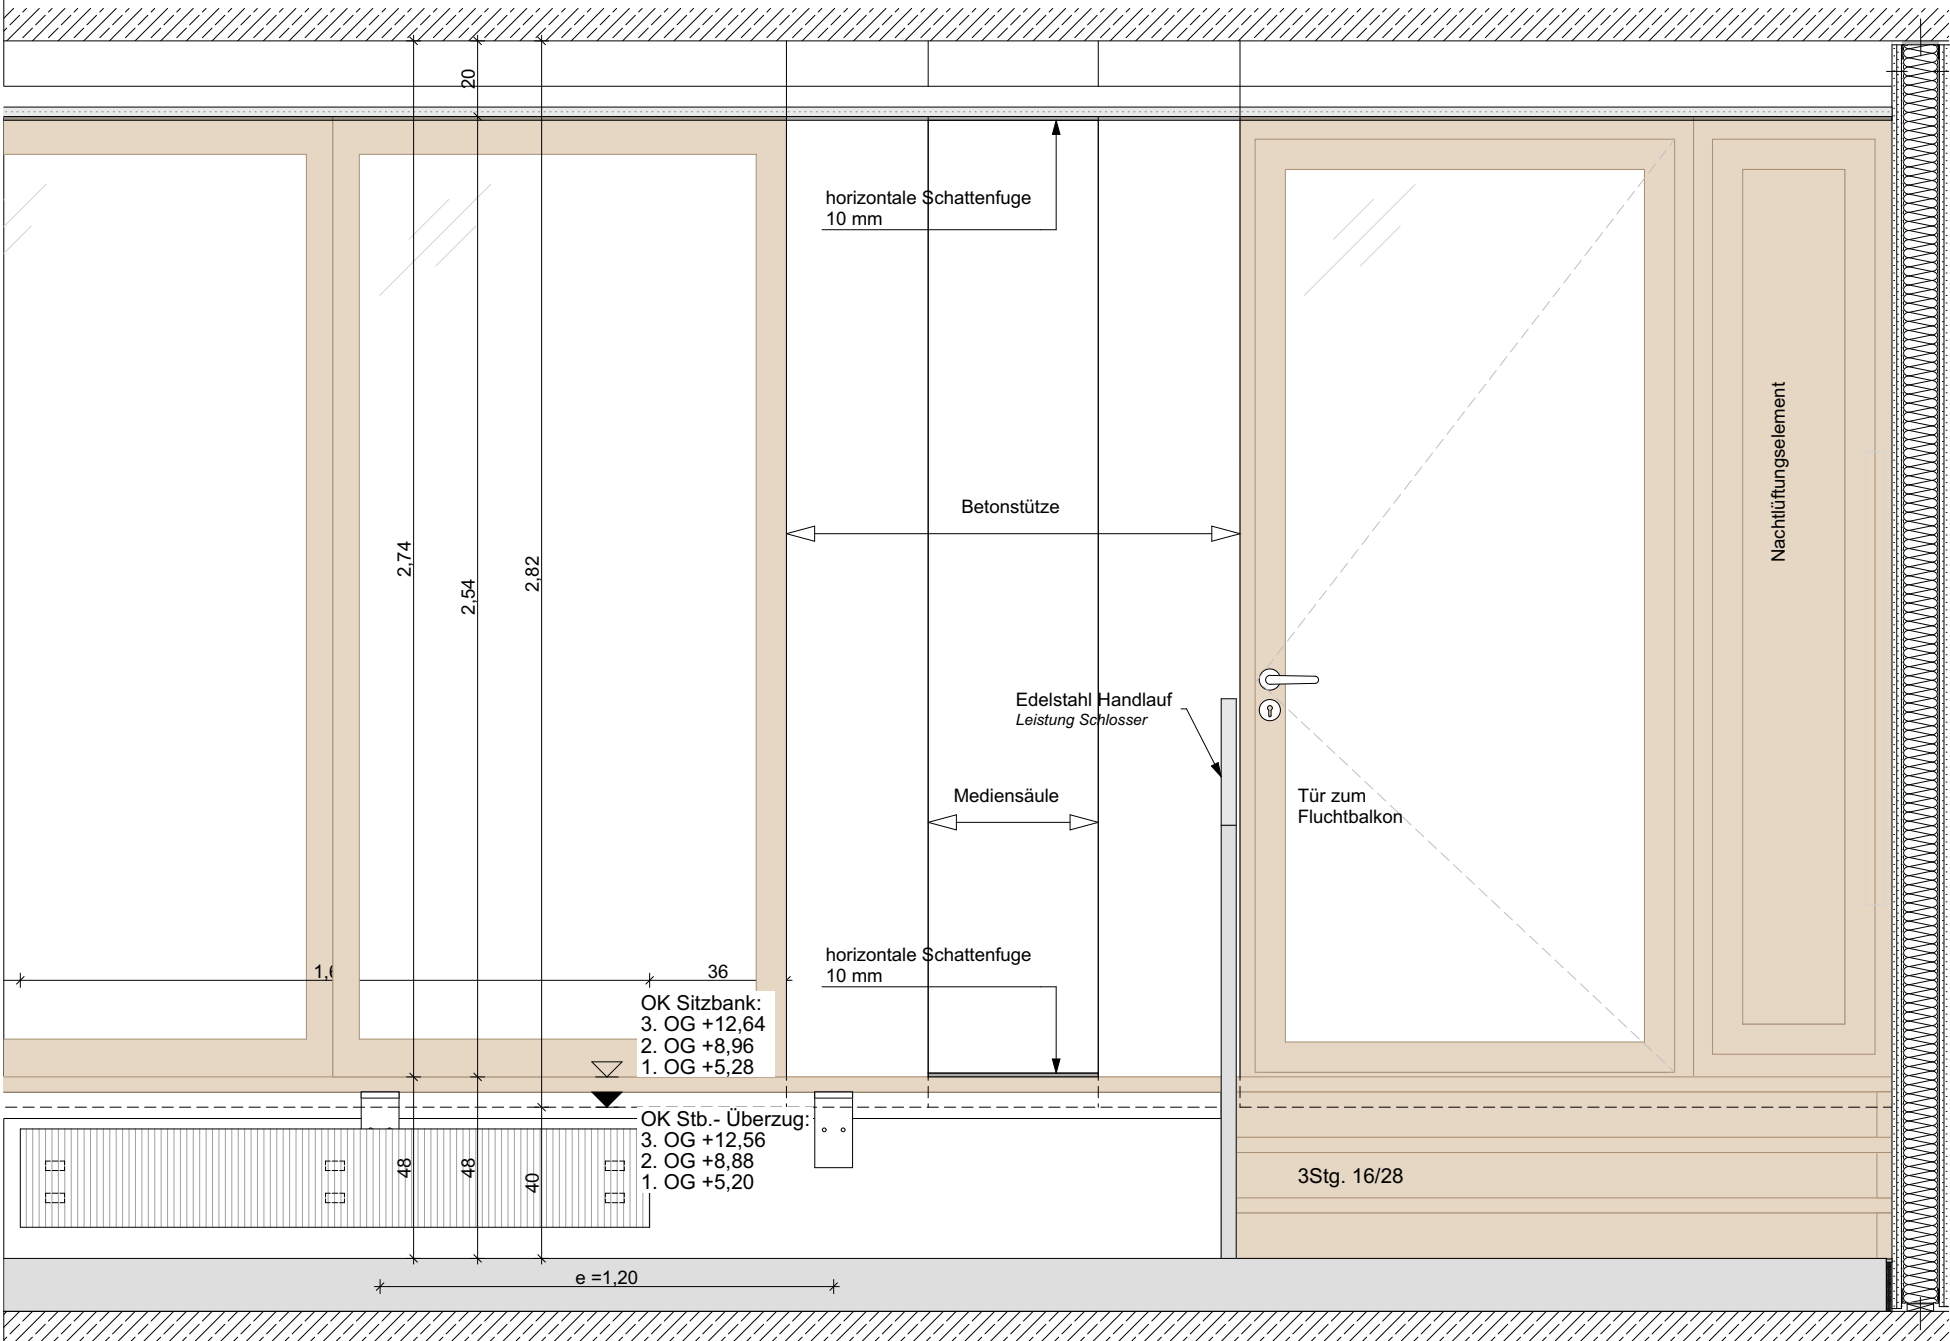 20
horizontale Schattenfuge
10 mm
Nachtlüftungselement
Betonstütze
2,74
2,54
2,82
Edelstahl Handlauf
Leistung Schlosser
Mediensäule
Tür zum
Fluchtbalkon
horizontale Schattenfuge
10 mm
36
OK Sitzbank:
3. OG +12,64
2. OG +8,96
1. OG +5,28
OK Stb.- Überzug:
3. OG +12,56
2. OG +8,88
1. OG +5,20
48
48
40
3Stg. 16/28
e =1,20